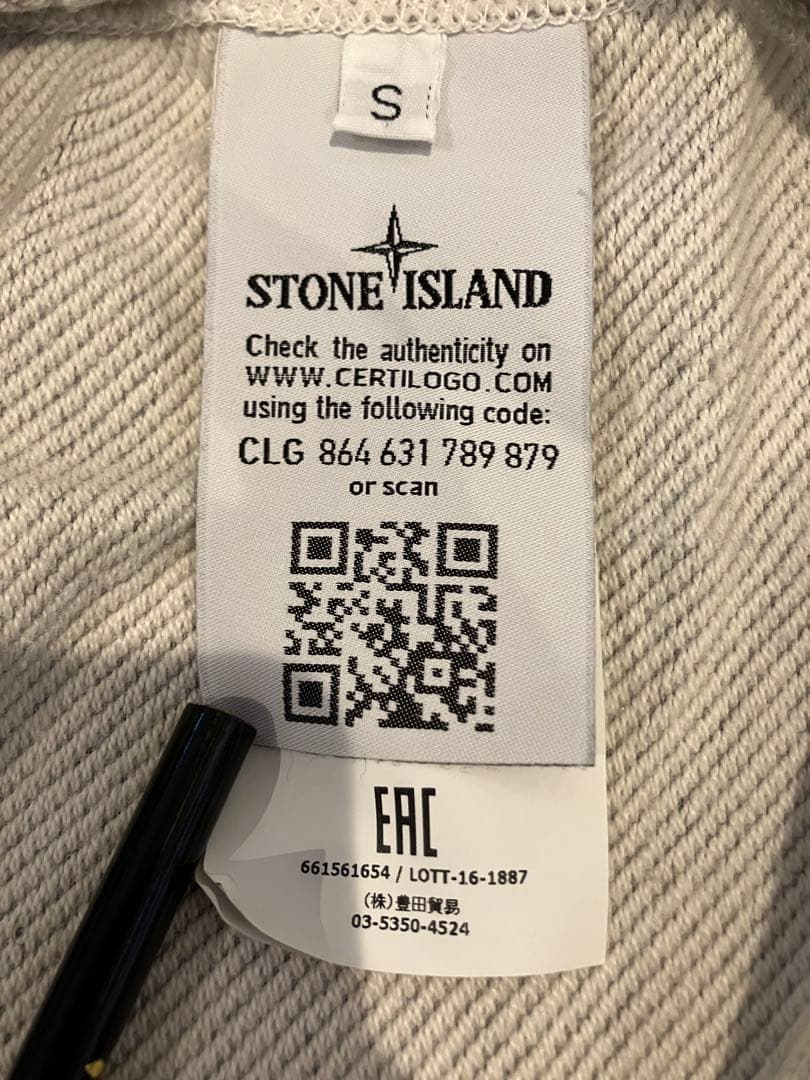 S
STONE ISLAND
Check the authenticity on
WWW.CERTILOGO.COM
using the following code:
CLG 864 631 789 879
or scan
EAC
661561654 / LOTT-16-1887
(株)豊田貿易
03-5350-4524